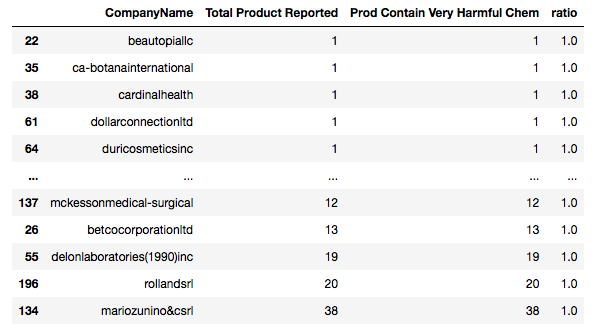 CompanyName Total Product Reported Prod Contain Very Harmful Chem ratio
22 beautopiallc 1 1 1.0
35 ca-botanainternational 1 1 1.0
38 cardinalhealth 1 1 1.0
61 dollarconnectionltd 1 1 1.0
64 duricosmeticsinc 1 1 1.0
... ... ... ... ...
137 mckessonmedical-surgical 12 12 1.0
26 betcocorporationltd 13 13 1.0
55 delonlaboratories(1990)inc 19 19 1.0
196 rollandsrl 20 20 1.0
134 mariozunino&csrl 38 38 1.0